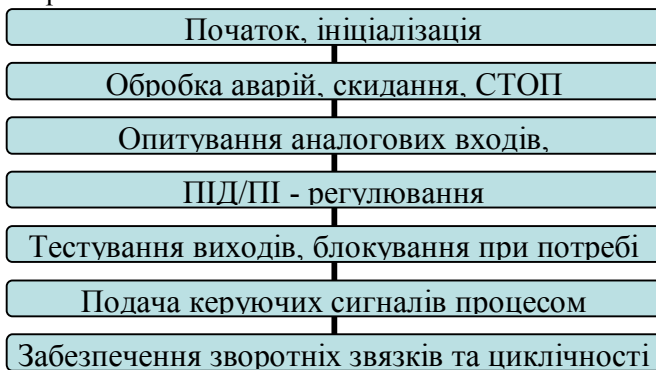 Початок, ініціалізація
Обробка аварій, скидання, СТОП
Опитування аналогових входів,
ПІД/ПІ - регулювання
Тестування виходів, блокування при потребі
Подача керуючих сигналів процесом
Забезпечення зворотніх звязків та циклічності